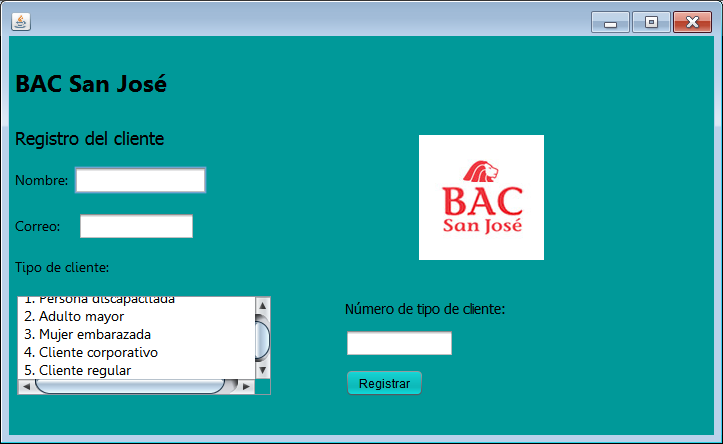 BAC San José
Registro del cliente
Nombre:
Correo:
Tipo de cliente:
1. Persona discapacitada
2. Adulto mayor
3. Mujer embarazada
4. Cliente corporativo
5. Cliente regular
BAC
San José
Número de tipo de cliente:
Registrar